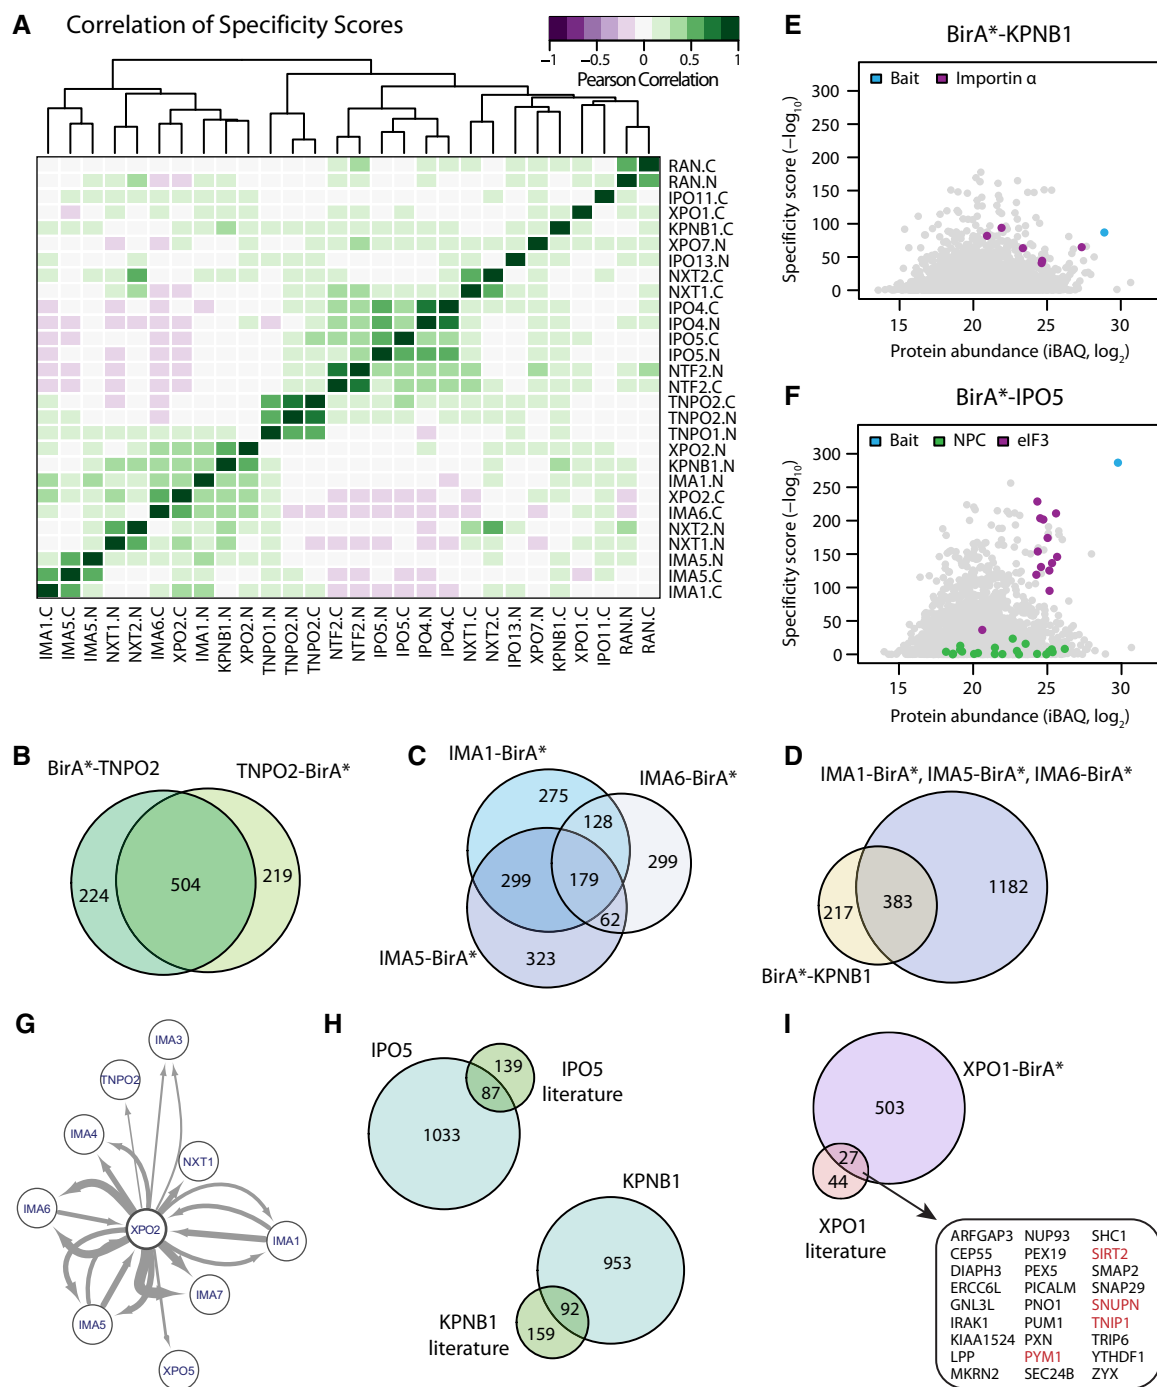 A
Correlation of Specificity Scores
−1 −0.5 0 0.5 1
Pearson Correlation
RAN.C
RAN.N
IPO11.C
XPO1.C
KPNB1.C
XPO7.N
IPO13.N
NXT2.C
NXT1.C
IPO4.C
IPO4.N
IPO5.C
IPO5.N
NTF2.N
NTF2.C
TNPO2.C
TNPO2.N
TNPO1.N
XPO2.N
KPNB1.N
IMA1.N
XPO2.C
IMA6.C
NXT2.N
NXT1.N
IMA5.N
IMA5.C
IMA1.C
IMA1.C IMA5.C IMA5.N NXT1.N NXT2.N IMA6.C XPO2.C IMA1.N KPNB1.N XPO2.N TNPO1.N TNPO2.N TNPO2.C NTF2.C NTF2.N IPO5.N IPO5.C IPO4.N IPO4.C NXT1.C NXT2.C IPO13.N XPO7.N KPNB1.C XPO1.C IPO11.C RAN.N RAN.C
E
BirA*-KPNB1
Bait Importin α
Specificity score (−log10)
300
250
200
150
100
50
0
15 20 25 30
Protein abundance (iBAQ, log2)
F
BirA*-IPO5
Bait NPC eIF3
Specificity score (−log10)
300
250
200
150
100
50
0
15 20 25 30
Protein abundance (iBAQ, log2)
B
BirA*-TNPO2
TNPO2-BirA*
224
504
219
C
IMA1-BirA*
IMA6-BirA*
275
128
299
299
179
62
323
IMA5-BirA*
D
IMA1-BirA*, IMA5-BirA*, IMA6-BirA*
217
383
1182
BirA*-KPNB1
G
IMA3
TNPO2
IMA4
NXT1
IMA6
XPO2
IMA1
IMA7
IMA5
XPO5
H
IPO5
139
87
IPO5
literature
1033
KPNB1
953
92
159
KPNB1
literature
I
XPO1-BirA*
503
27
44
XPO1
literature
ARFGAP3 NUP93 SHC1
CEP55 PEX19 SIRT2
DIAPH3 PEX5 SMAP2
ERCC6L PICALM SNAP29
GNL3L PNO1 SNUPN
IRAK1 PUM1 TNIP1
KIAA1524 PXN TRIP6
LPP PYM1 YTHDF1
MKRN2 SEC24B ZYX